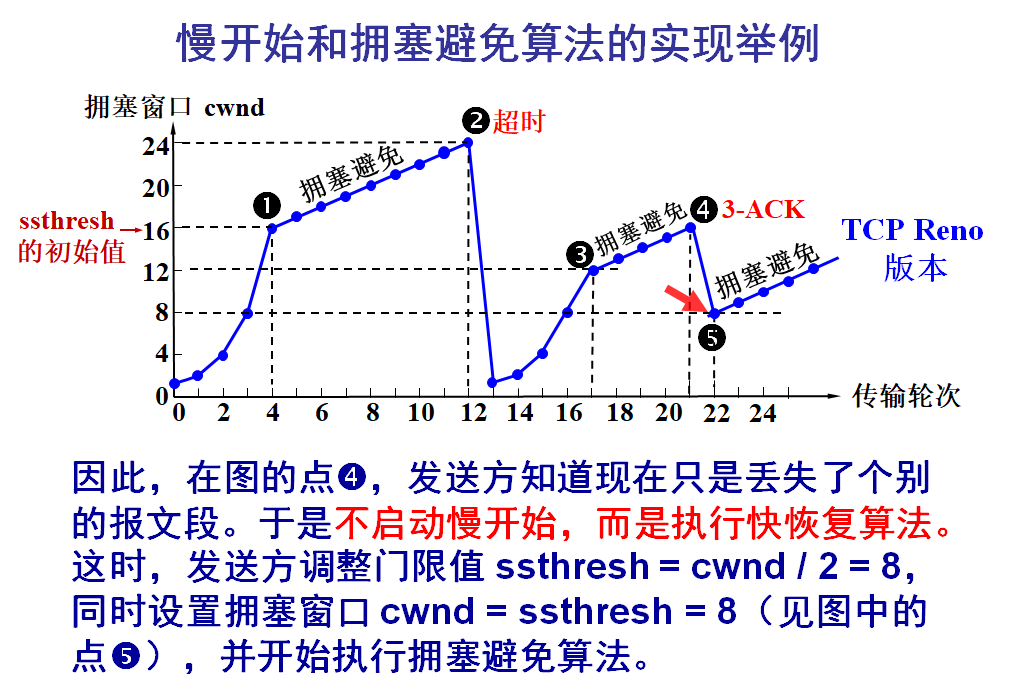 慢开始和拥塞避免算法的实现举例
拥塞窗口 cwnd
❷ 超时
24
拥塞避免
20
❶
❹ 3-ACK
ssthresh
的初始值
16
拥塞避免
TCP Reno
版本
❸
12
拥塞避免
8
❺
4
0
0 2 4 6 8 10 12 14 16 18 20 22 24
传输轮次
因此，在图的点❹，发送方知道现在只是丢失了个别
的报文段。于是不启动慢开始，而是执行快恢复算法。
这时，发送方调整门限值 ssthresh = cwnd / 2 = 8，
同时设置拥塞窗口 cwnd = ssthresh = 8（见图中的
点❺），并开始执行拥塞避免算法。